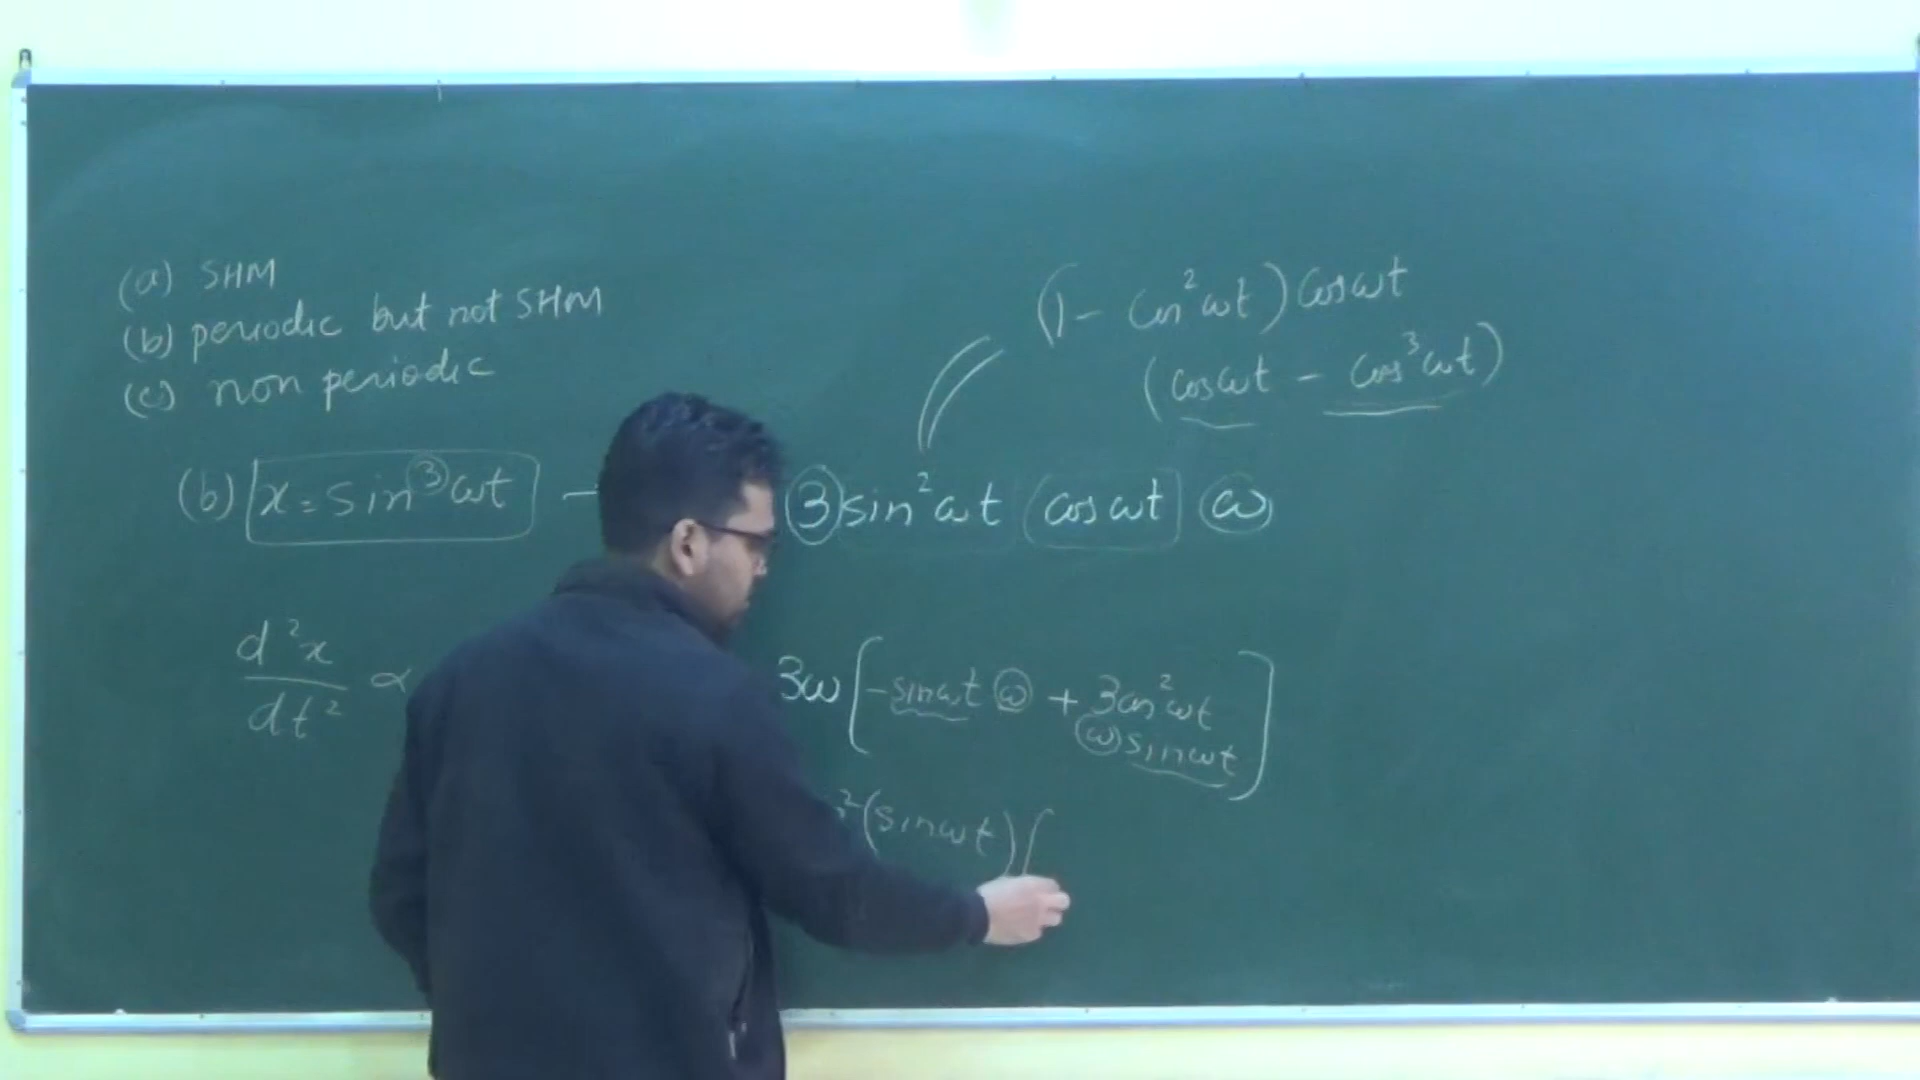 (a) SHM
(b) periodic but not SHM
(c) non periodic
(1 - cos²ωt) cosωt
(cosωt - cos³ωt)
(b) x = sin³ωt - 3 sin²ωt cosωt ω
d²x/dt² ∝
3ω [-sinωt ω + 3cos²ωt
ω sinωt]
²(sinωt) [